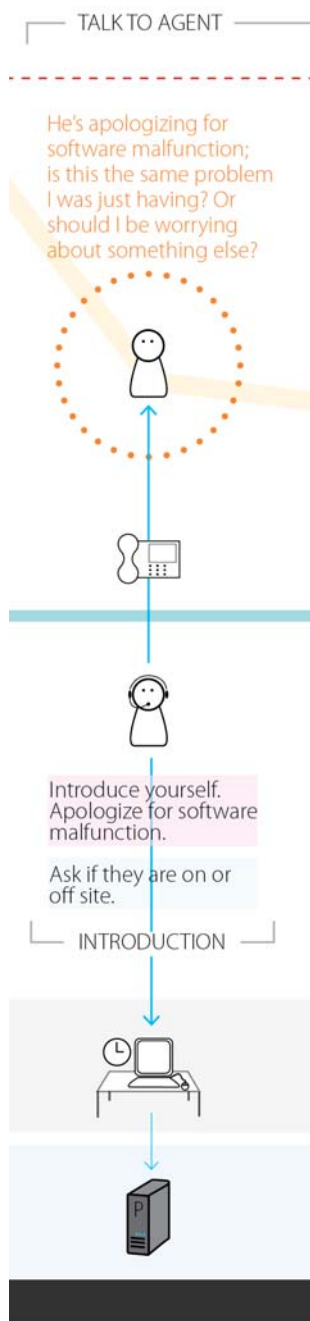 TALK TO AGENT
He's apologizing for
software malfunction;
is this the same problem
I was just having? Or
should I be worrying
about something else?
Introduce yourself.
Apologize for software
malfunction.
Ask if they are on or
off site.
INTRODUCTION
P